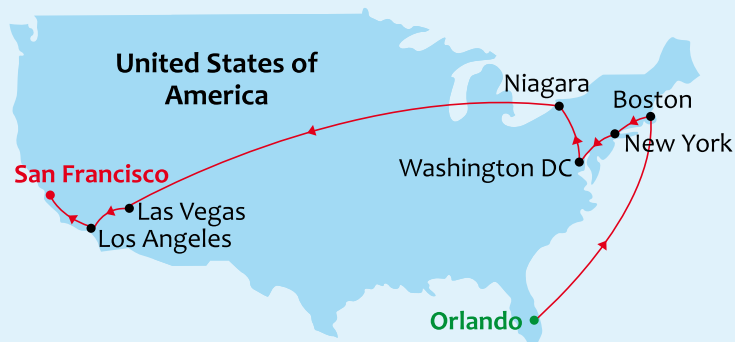 United States of
America
Niagara
Boston
New York
Washington DC
San Francisco
Las Vegas
Los Angeles
Orlando